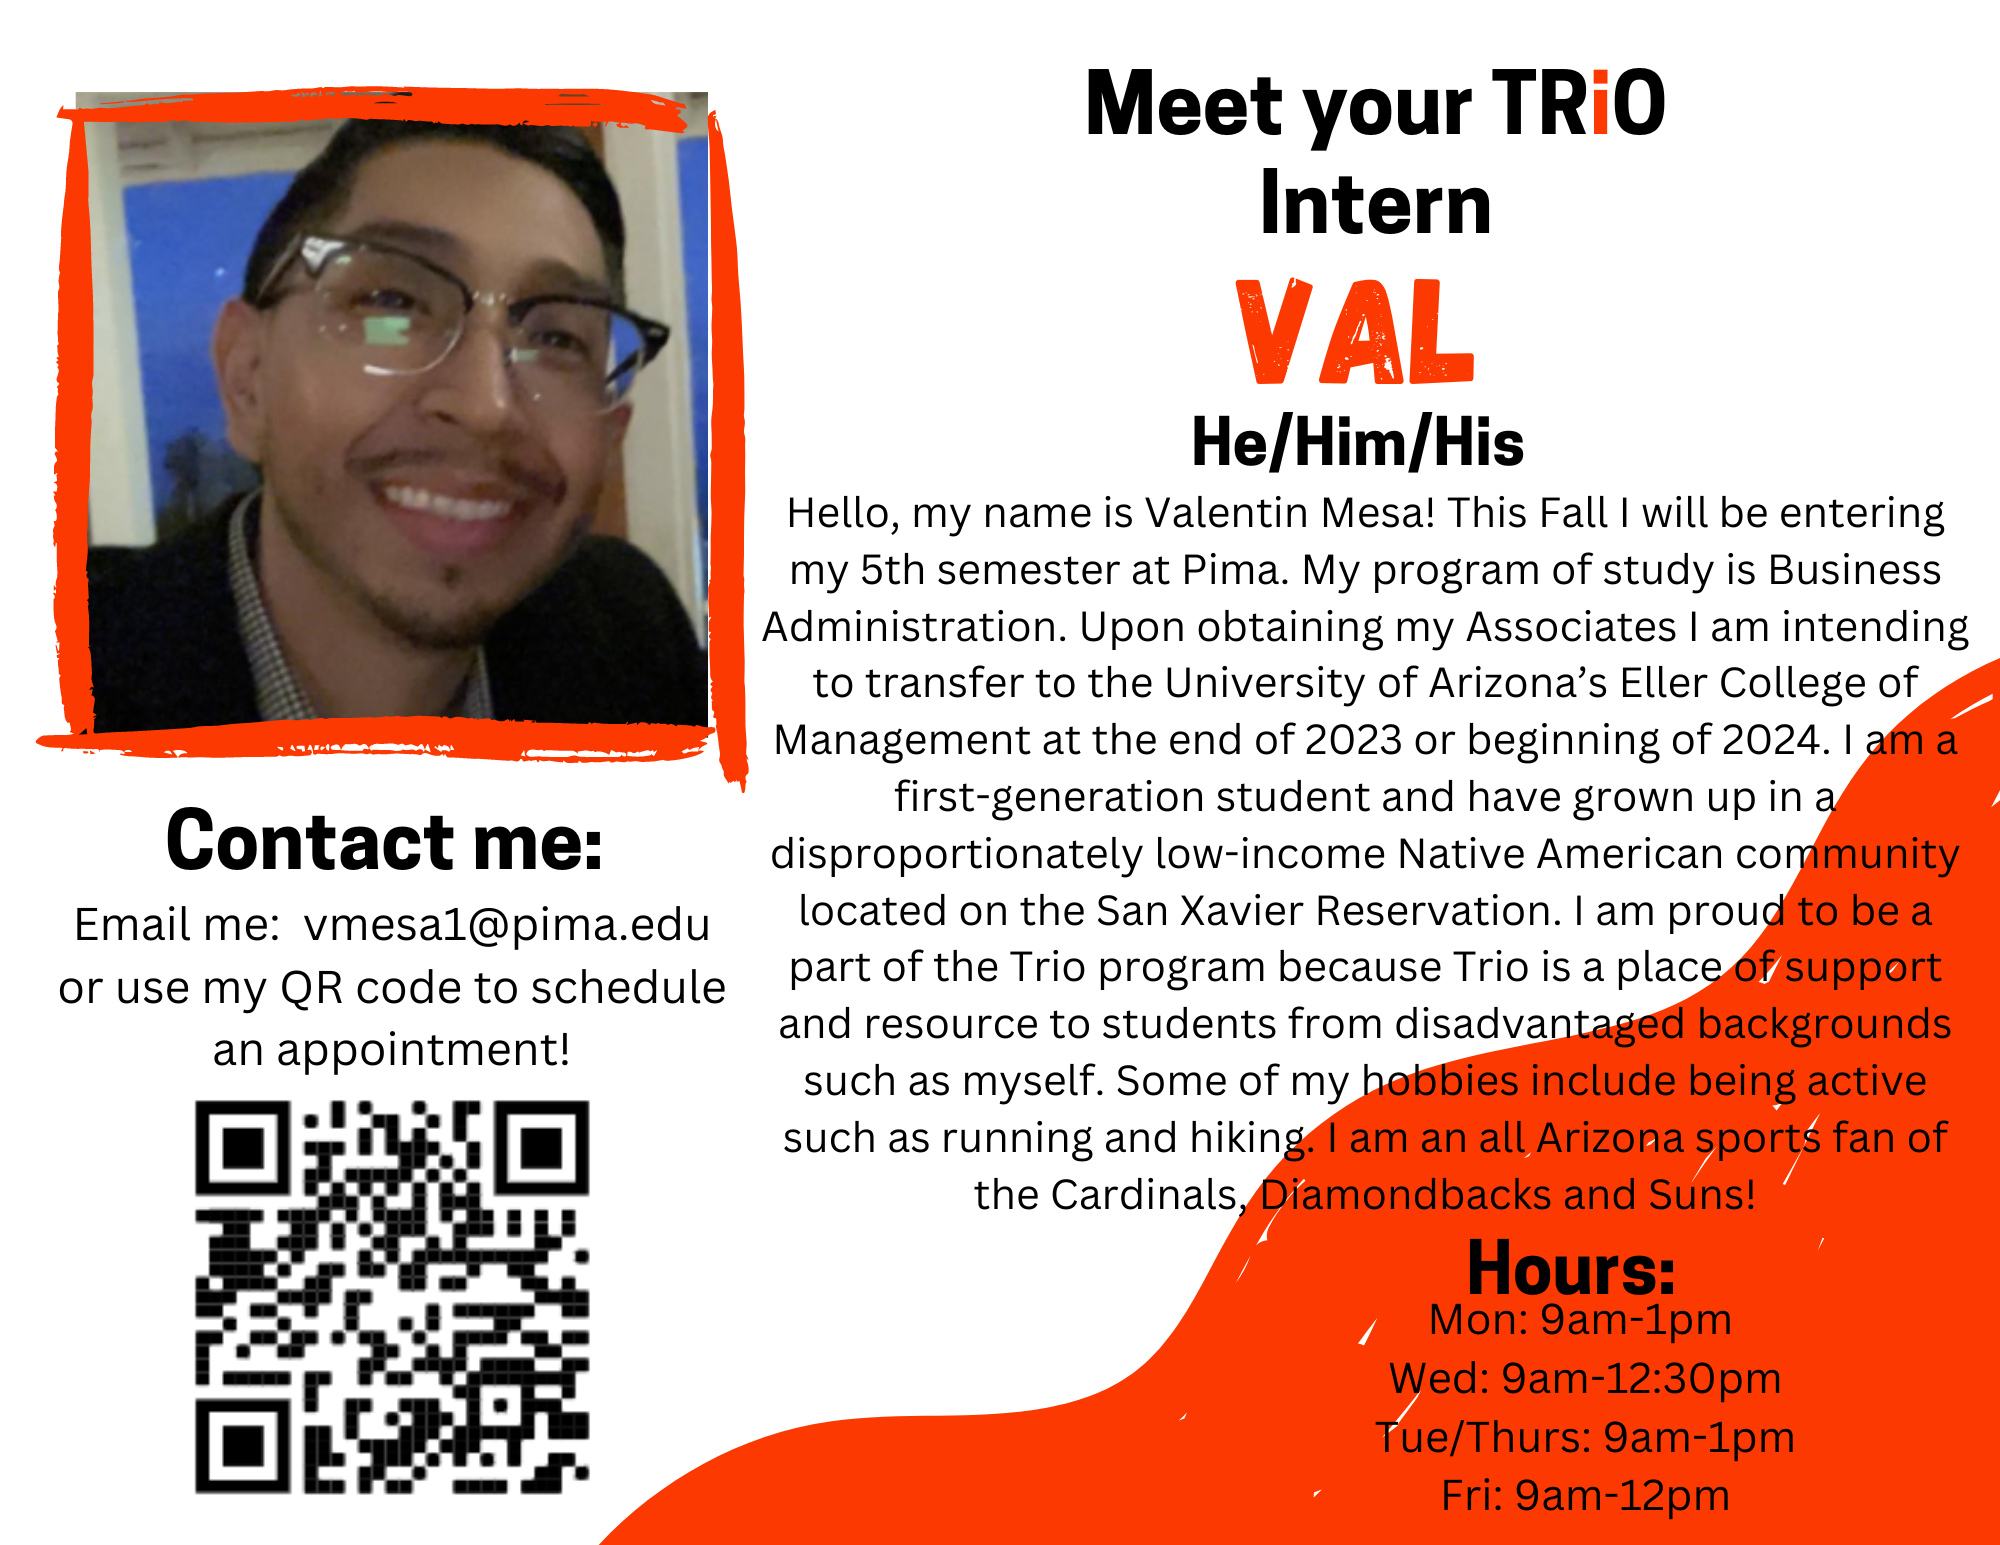 Meet your TRiO
Intern
VAL
He/Him/His
Hello, my name is Valentin Mesa! This Fall I will be entering
my 5th semester at Pima. My program of study is Business
Administration. Upon obtaining my Associates I am intending
to transfer to the University of Arizona’s Eller College of
Management at the end of 2023 or beginning of 2024. I am a
first-generation student and have grown up in a
disproportionately low-income Native American community
located on the San Xavier Reservation. I am proud to be a
part of the Trio program because Trio is a place of support
and resource to students from disadvantaged backgrounds
such as myself. Some of my hobbies include being active
such as running and hiking. I am an all Arizona sports fan of
the Cardinals, Diamondbacks and Suns!
Hours:
Mon: 9am-1pm
Wed: 9am-12:30pm
Tue/Thurs: 9am-1pm
Fri: 9am-12pm
Contact me:
Email me:  vmesa1@pima.edu
or use my QR code to schedule
an appointment!